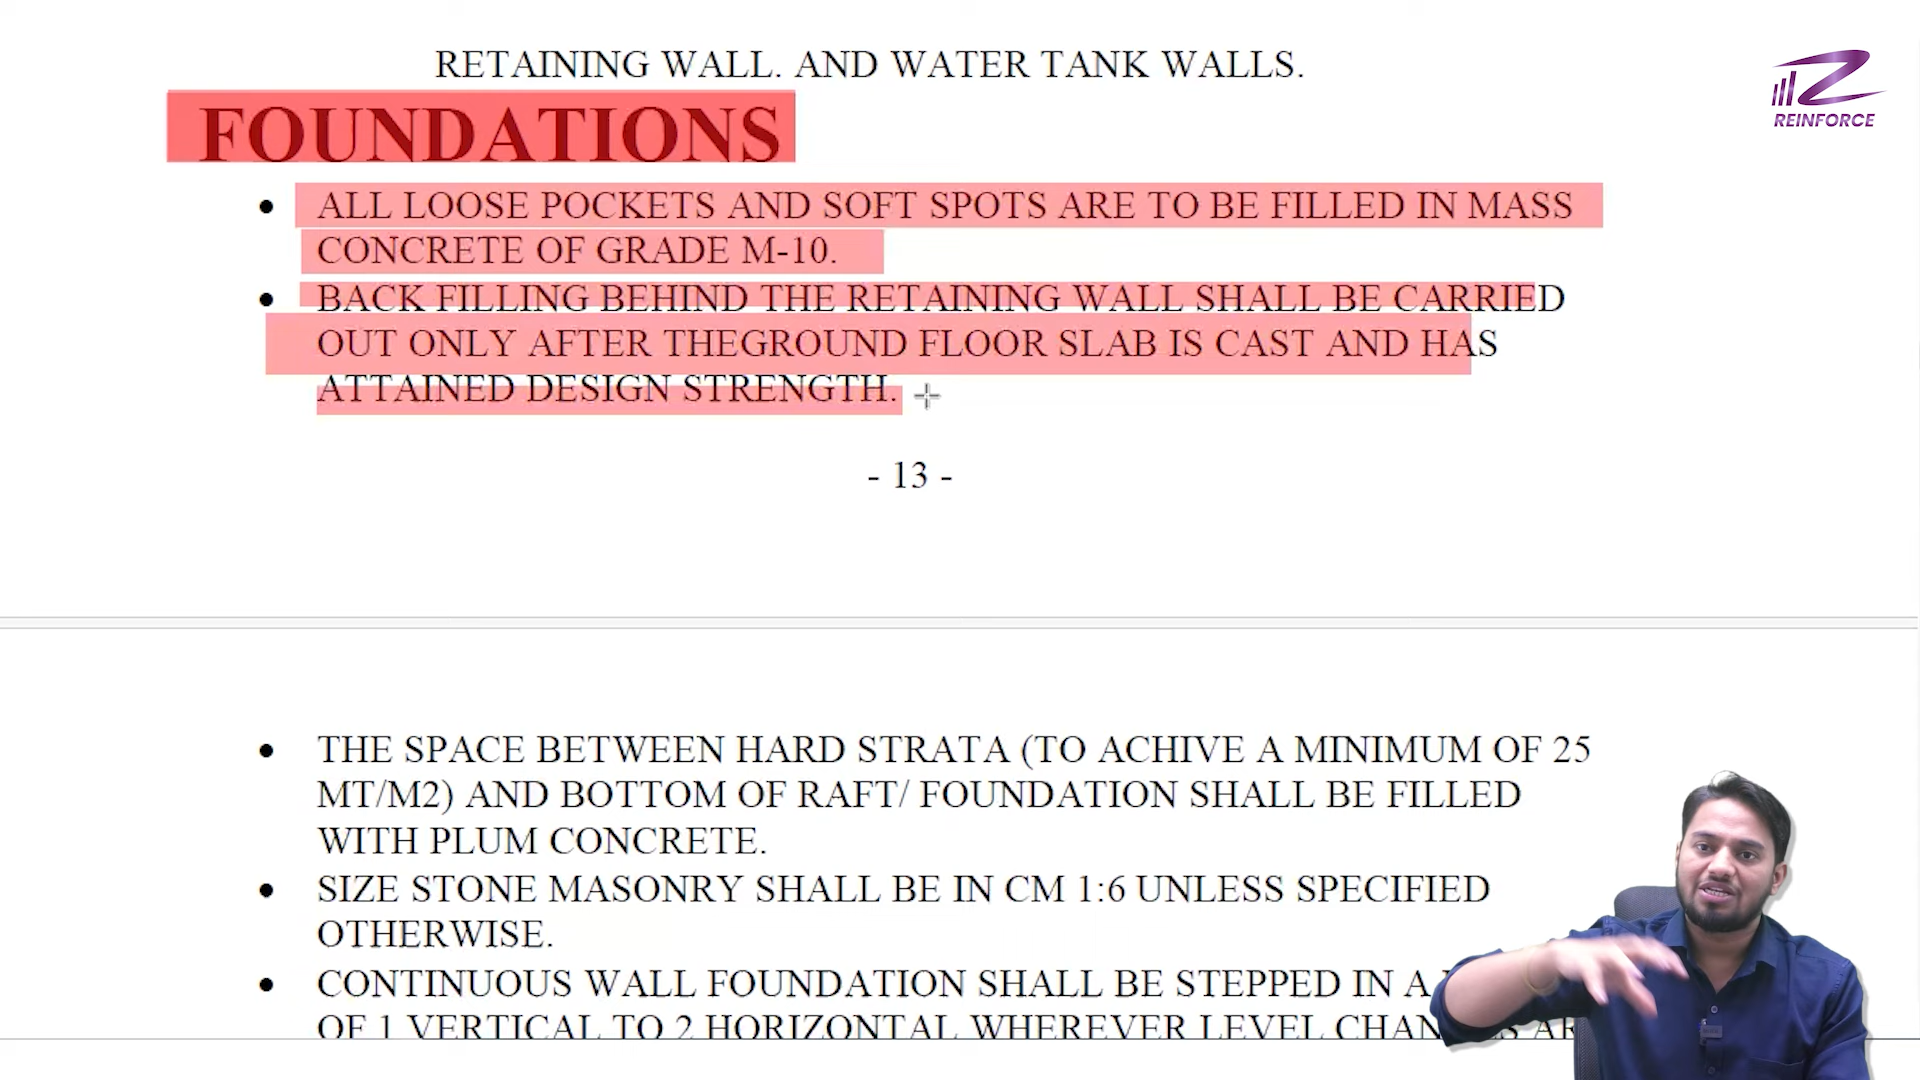 RETAINING WALL. AND WATER TANK WALLS.
REINFORCE
FOUNDATIONS
• ALL LOOSE POCKETS AND SOFT SPOTS ARE TO BE FILLED IN MASS
CONCRETE OF GRADE M-10.
• BACK FILLING BEHIND THE RETAINING WALL SHALL BE CARRIED
OUT ONLY AFTER THEGROUND FLOOR SLAB IS CAST AND HAS
ATTAINED DESIGN STRENGTH.
- 13 -
• THE SPACE BETWEEN HARD STRATA (TO ACHIVE A MINIMUM OF 25
MT/M2) AND BOTTOM OF RAFT/ FOUNDATION SHALL BE FILLED
WITH PLUM CONCRETE.
• SIZE STONE MASONRY SHALL BE IN CM 1:6 UNLESS SPECIFIED
OTHERWISE.
• CONTINUOUS WALL FOUNDATION SHALL BE STEPPED IN A
OF 1 VERTICAL TO 2 HORIZONTAL WHEREVER LEVEL